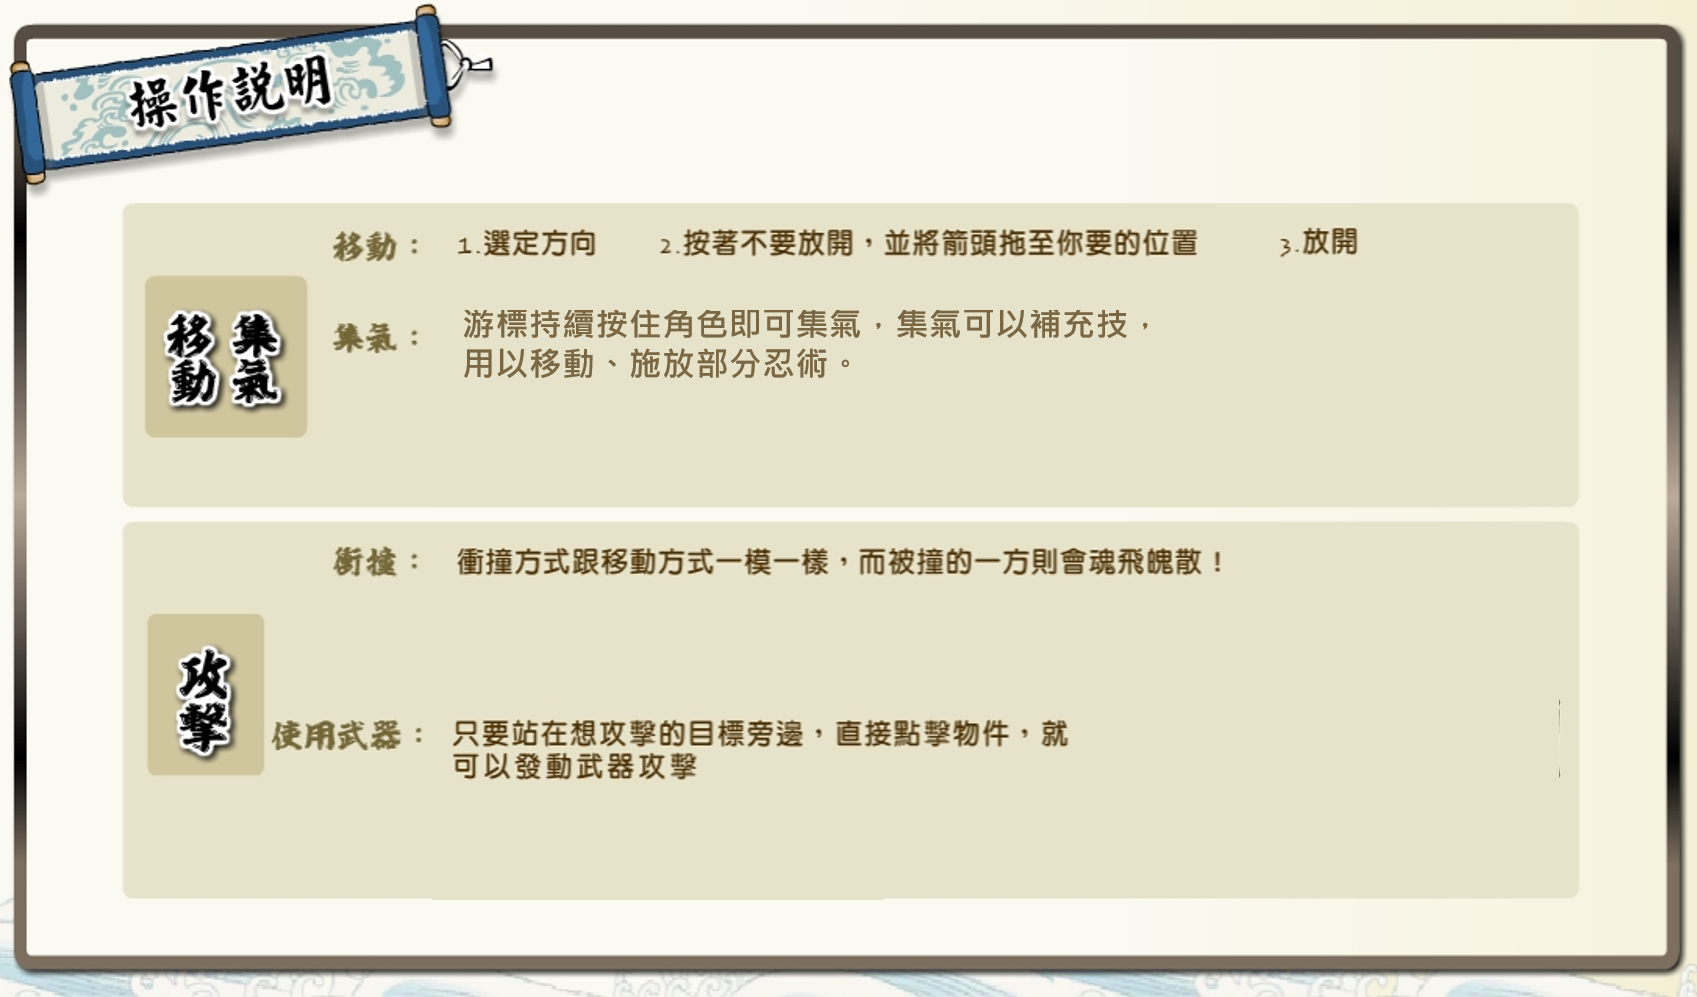 操作説明
移動：
1.選定方向 2.按著不要放開，並將箭頭拖至你要的位置 3.放開
移動
集氣
集氣：
游標持續按住角色即可集氣，集氣可以補充技，
用以移動、施放部分忍術。
衝撞：
衝撞方式跟移動方式一模一樣，而被撞的一方則會魂飛魄散！
攻擊
使用武器：
只要站在想攻擊的目標旁邊，直接點擊物件，就
可以發動武器攻擊